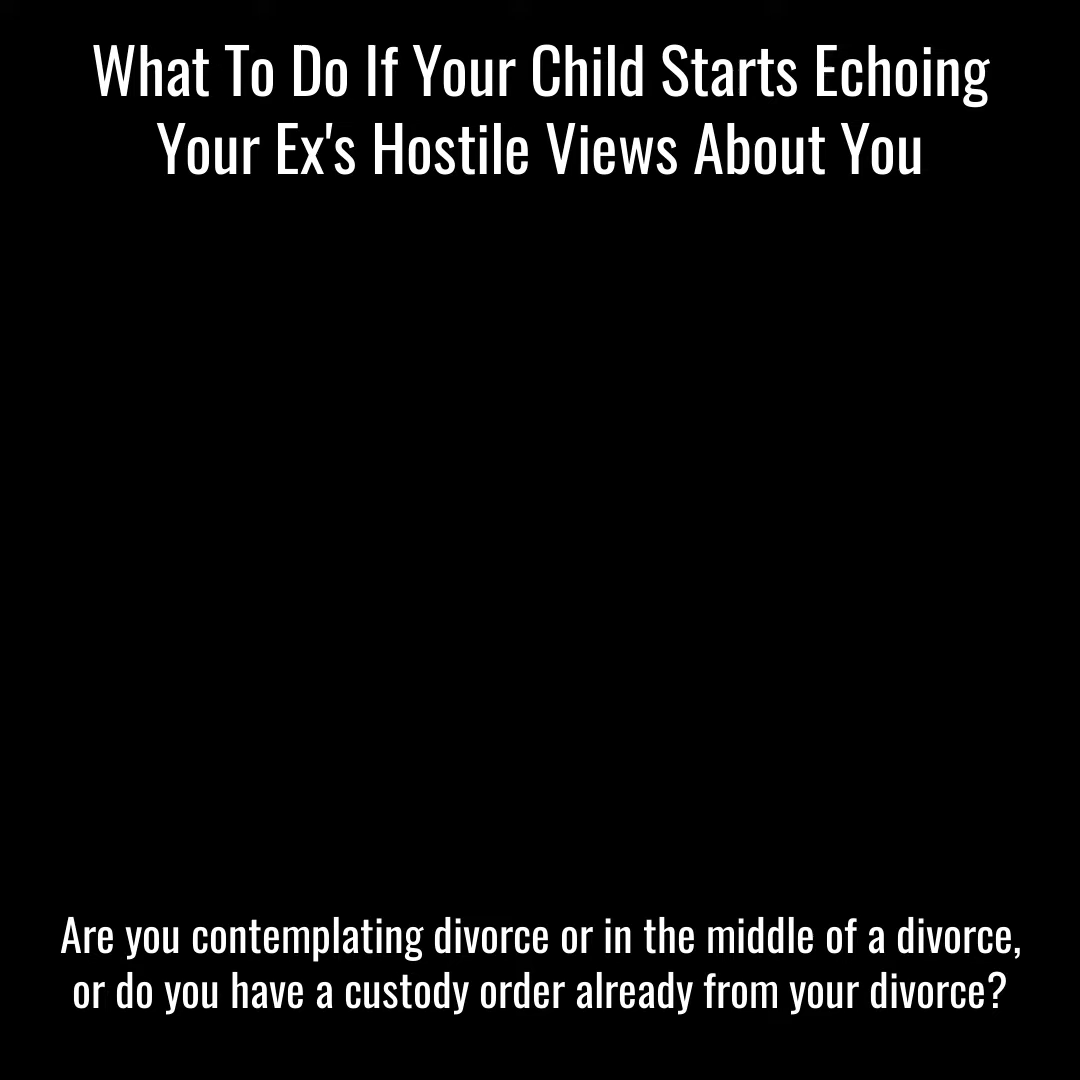 What To Do If Your Child Starts Echoing
Your Ex's Hostile Views About You
Are you contemplating divorce or in the middle of a divorce,
or do you have a custody order already from your divorce?